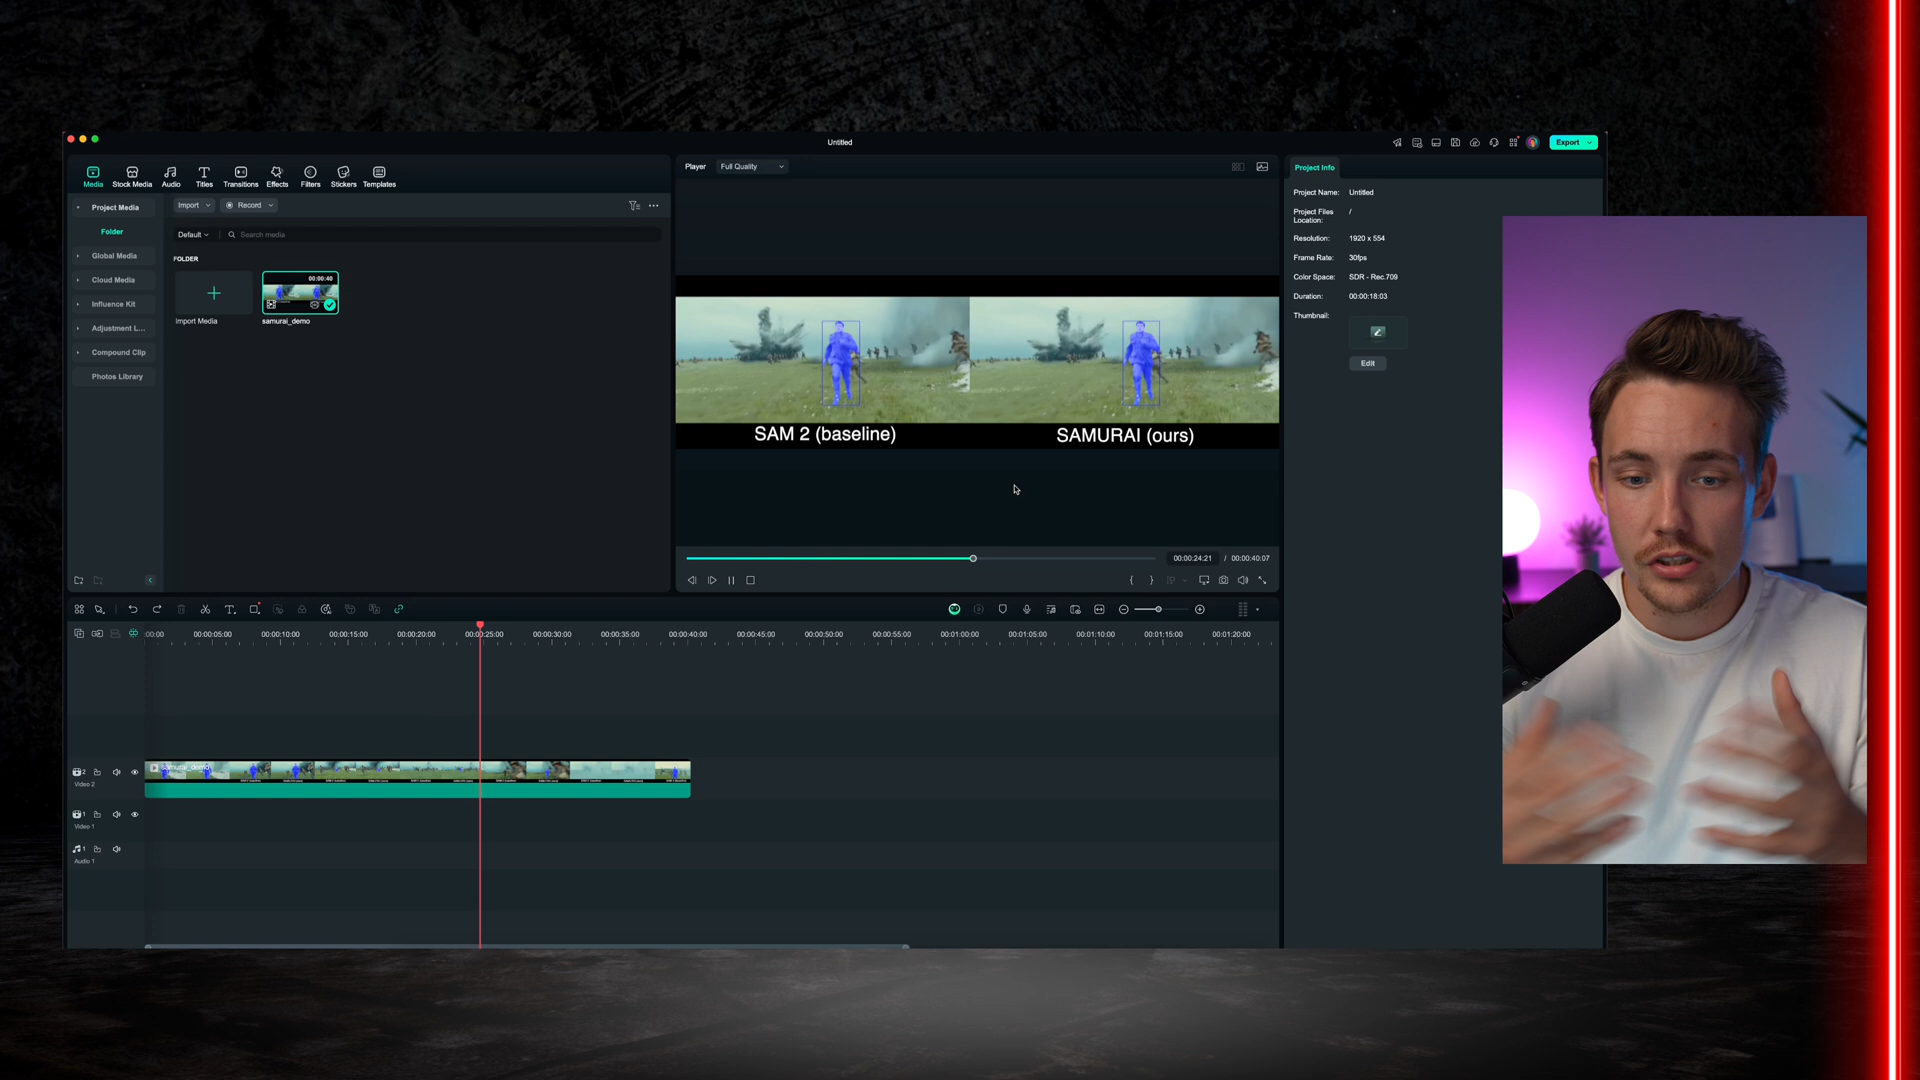 Untitled
Export
Media
Stock Media
Audio
Titles
Transitions
Effects
Filters
Stickers
Templates
Project Media
Folder
Global Media
Cloud Media
Influence Kit
Adjustment L...
Compound Clip
Photos Library
Import
Record
Default
Search media
FOLDER
Import Media
00:00:40
samurai_demo
Player
Full Quality
SAM 2 (baseline)
SAMURAI (ours)
00:00:24:21 / 00:00:40:07
Project Info
Project Name: Untitled
Project Files Location: /
Resolution: 1920 x 554
Frame Rate: 30fps
Color Space: SDR - Rec.709
Duration: 00:00:18:03
Thumbnail:
Edit
:00:00 00:00:05:00 00:00:10:00 00:00:15:00 00:00:20:00 00:00:25:00 00:00:30:00 00:00:35:00 00:00:40:00 00:00:45:00 00:00:50:00 00:00:55:00 00:01:00:00 00:01:05:00 00:01:10:00 00:01:15:00 00:01:20:00
samurai_demo
2
Video 2
1
Video 1
1
Audio 1